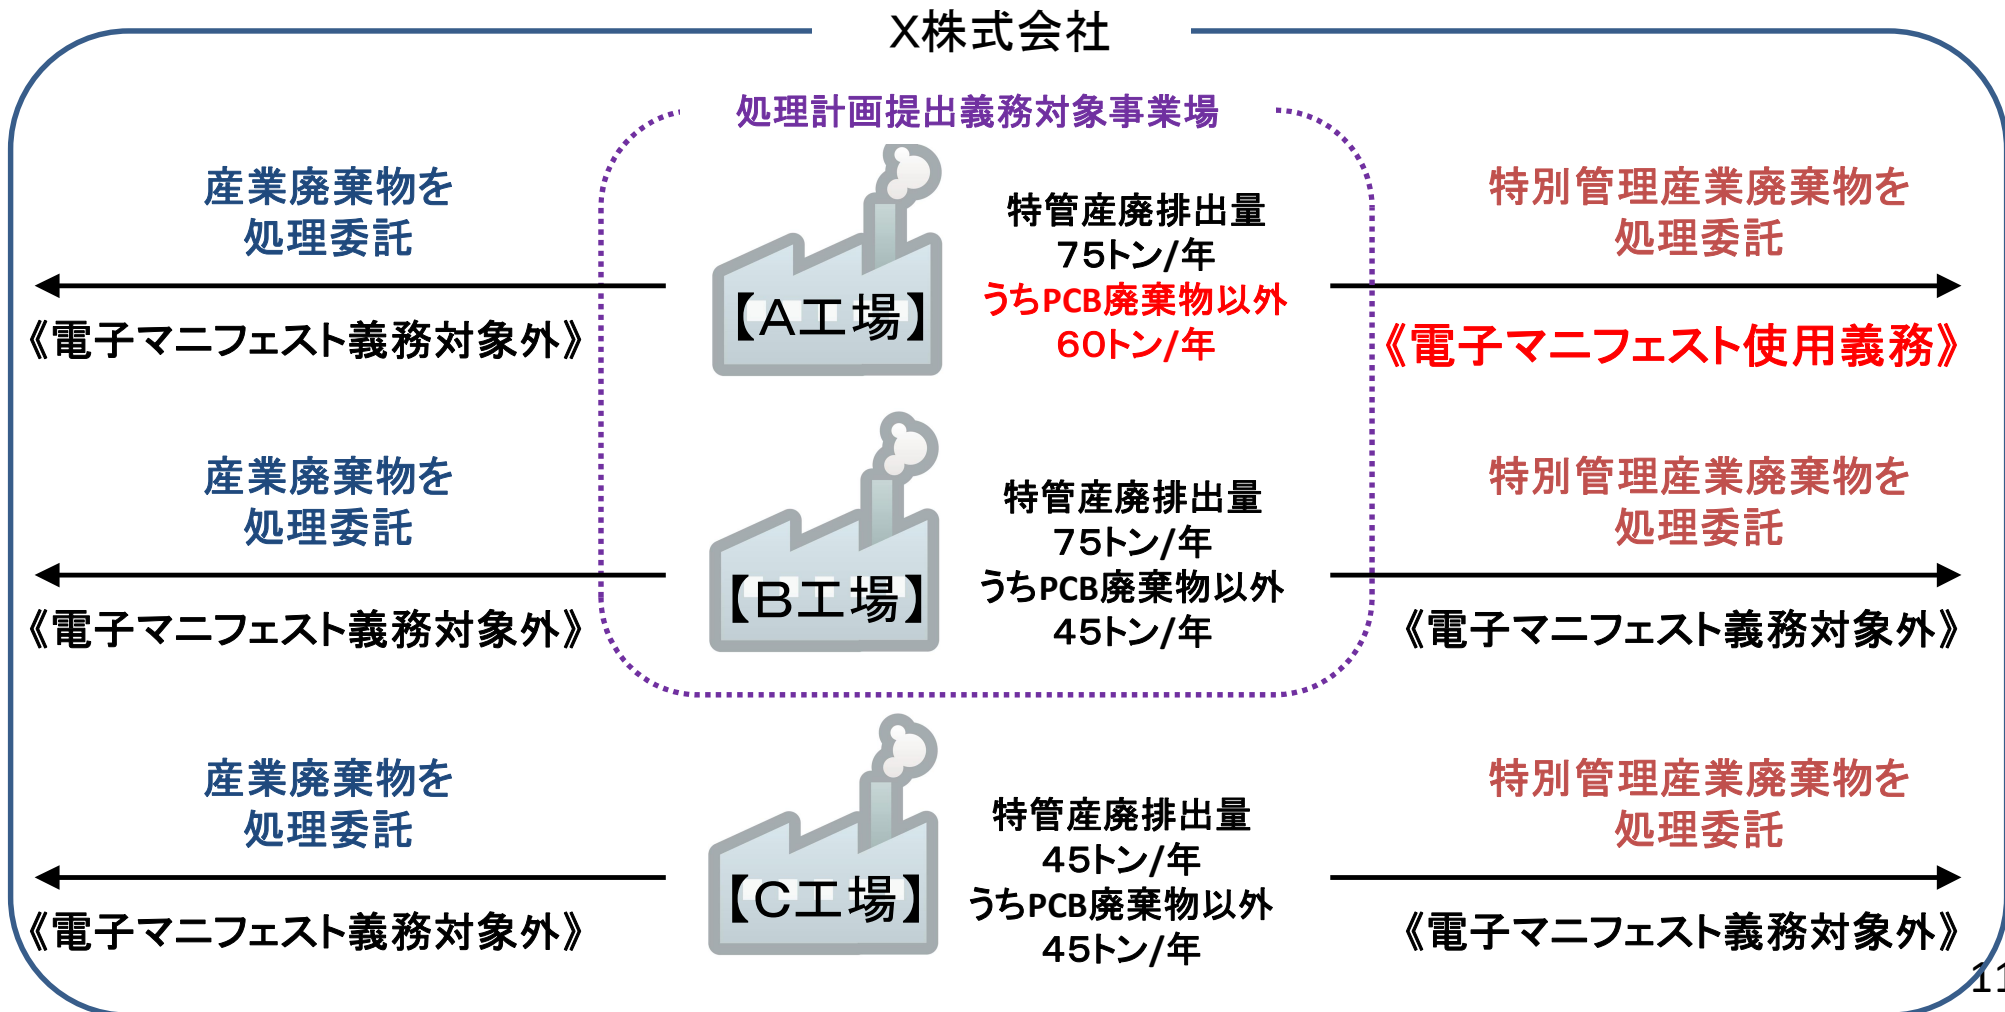 X株式会社
処理計画提出義務対象事業場
産業廃棄物を
処理委託
《電子マニフェスト義務対象外》
【A工場】
特管産廃排出量
75トン/年
うちPCB廃棄物以外
60トン/年
特別管理産業廃棄物を
処理委託
《電子マニフェスト使用義務》
産業廃棄物を
処理委託
《電子マニフェスト義務対象外》
【B工場】
特管産廃排出量
75トン/年
うちPCB廃棄物以外
45トン/年
特別管理産業廃棄物を
処理委託
《電子マニフェスト義務対象外》
産業廃棄物を
処理委託
《電子マニフェスト義務対象外》
【C工場】
特管産廃排出量
45トン/年
うちPCB廃棄物以外
45トン/年
特別管理産業廃棄物を
処理委託
《電子マニフェスト義務対象外》
11